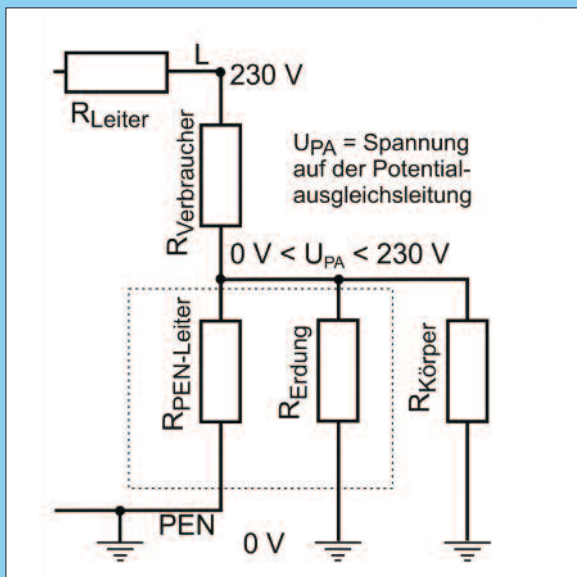 L
230 V
RLeiter
RVerbraucher
UPA = Spannung
auf der Potential-
ausgleichsleitung
0 V < UPA < 230 V
RPEN-Leiter
RErdung
RKörper
PEN
0 V